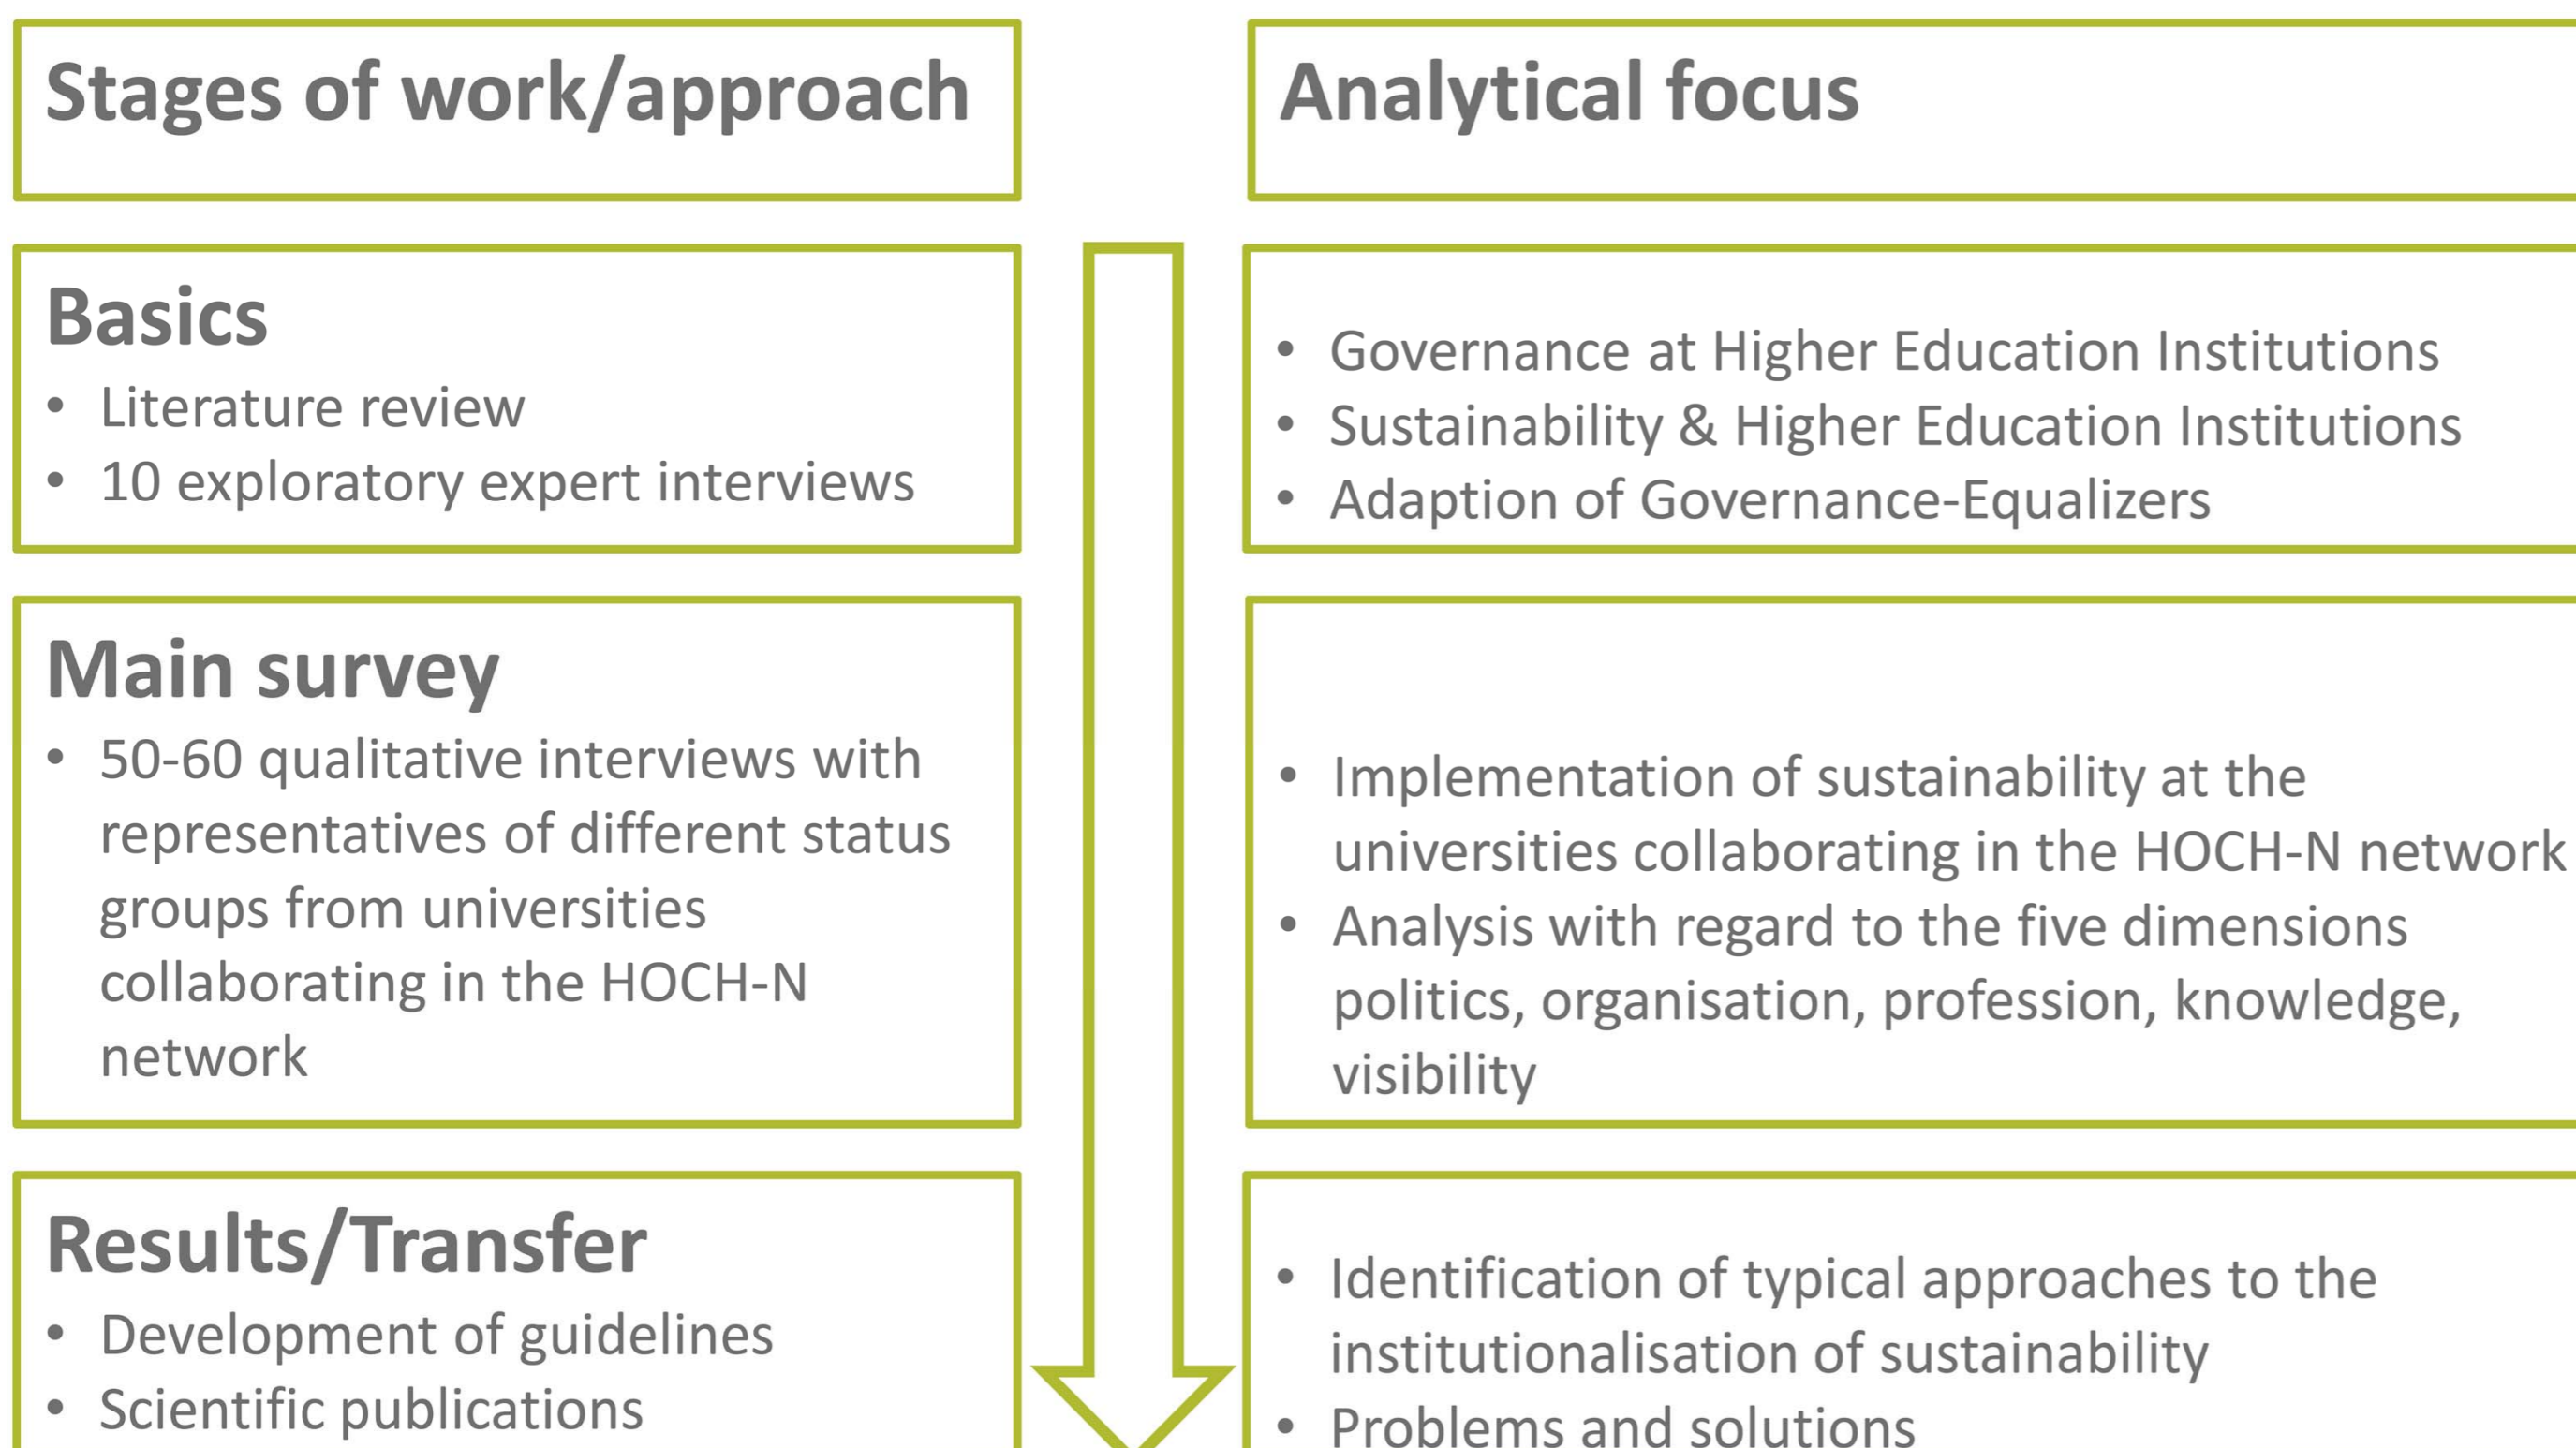 Stages of work/approach
Analytical focus
Basics
• Literature review
• 10 exploratory expert interviews
• Governance at Higher Education Institutions
• Sustainability & Higher Education Institutions
• Adaption of Governance-Equalizers
Main survey
• 50-60 qualitative interviews with
representatives of different status
groups from universities
collaborating in the HOCH-N
network
• Implementation of sustainability at the
universities collaborating in the HOCH-N network
• Analysis with regard to the five dimensions
politics, organisation, profession, knowledge,
visibility
Results/Transfer
• Development of guidelines
• Scientific publications
• Identification of typical approaches to the
institutionalisation of sustainability
• Problems and solutions